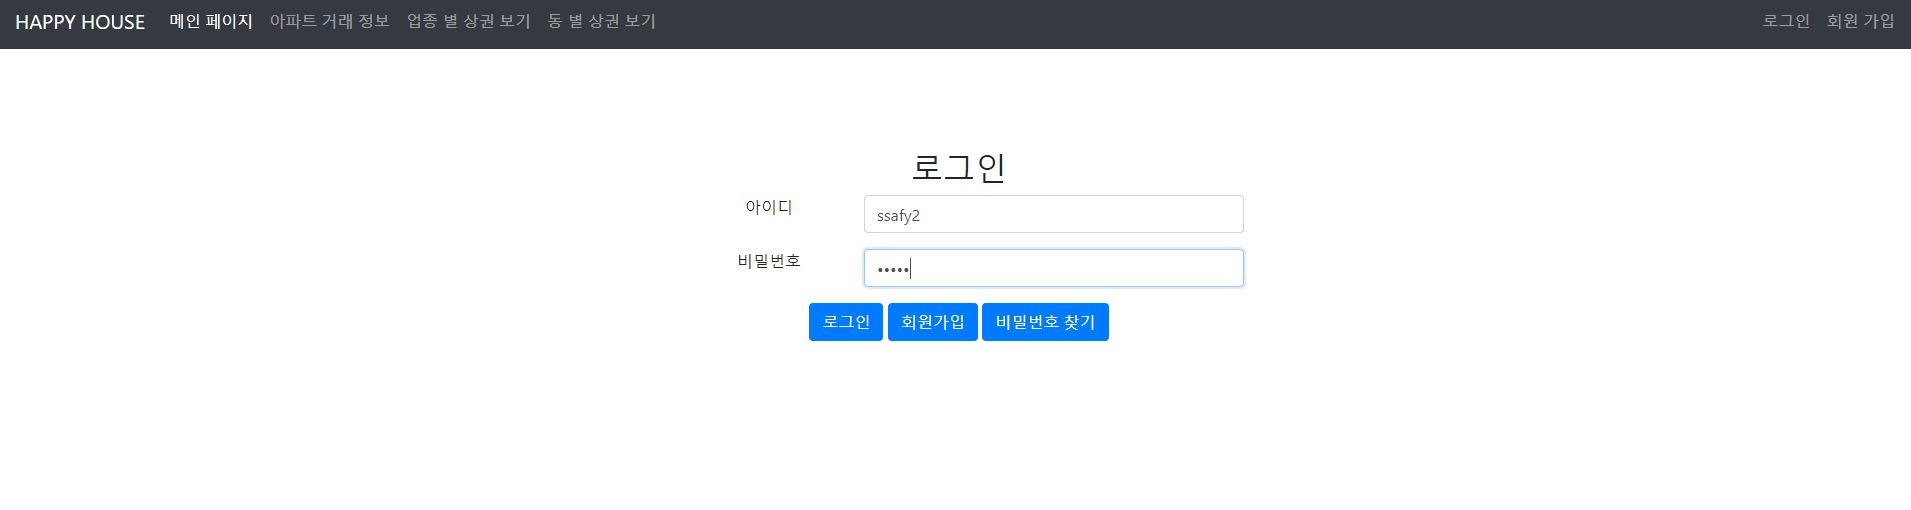 HAPPY HOUSE 메인 페이지 아파트 거래 정보 업종 별 상권 보기 동 별 상권 보기 로그인 회원 가입
로그인
아이디 ssafy2
비밀번호 •••••
로그인 회원가입 비밀번호 찾기